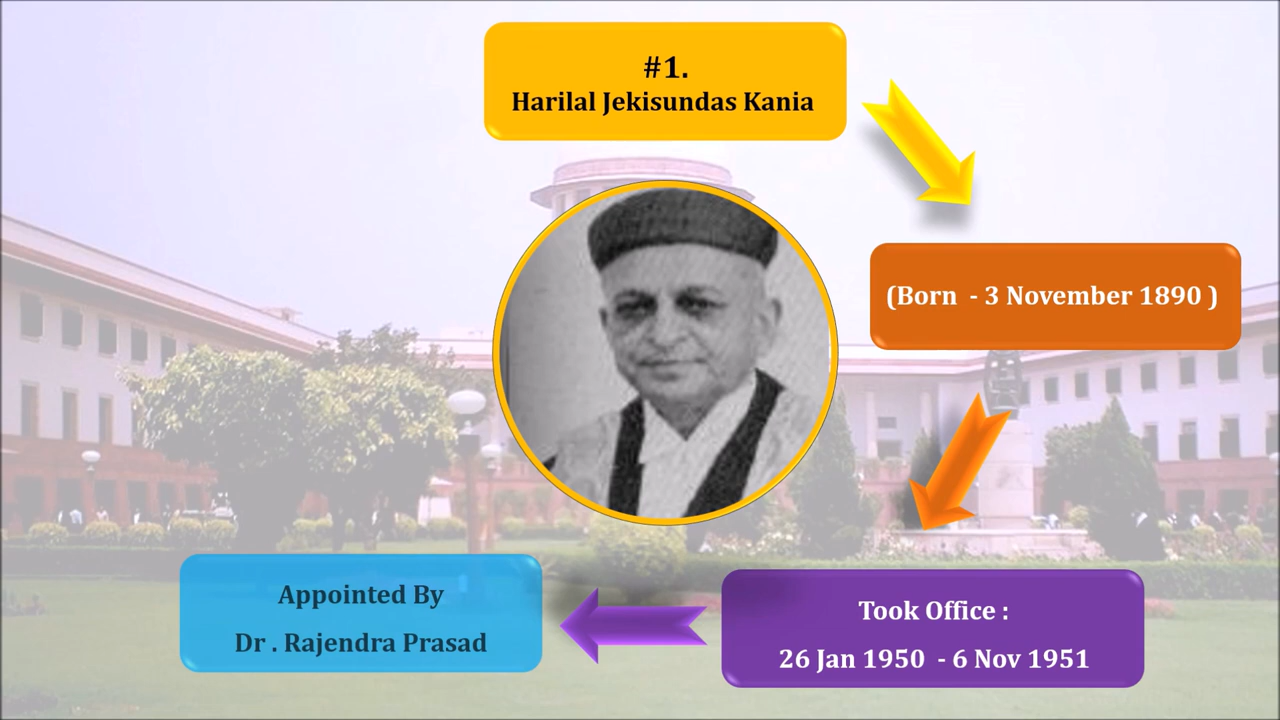 #1.
Harilal Jekisundas Kania
(Born - 3 November 1890 )
Took Office :
26 Jan 1950 - 6 Nov 1951
Appointed By
Dr . Rajendra Prasad